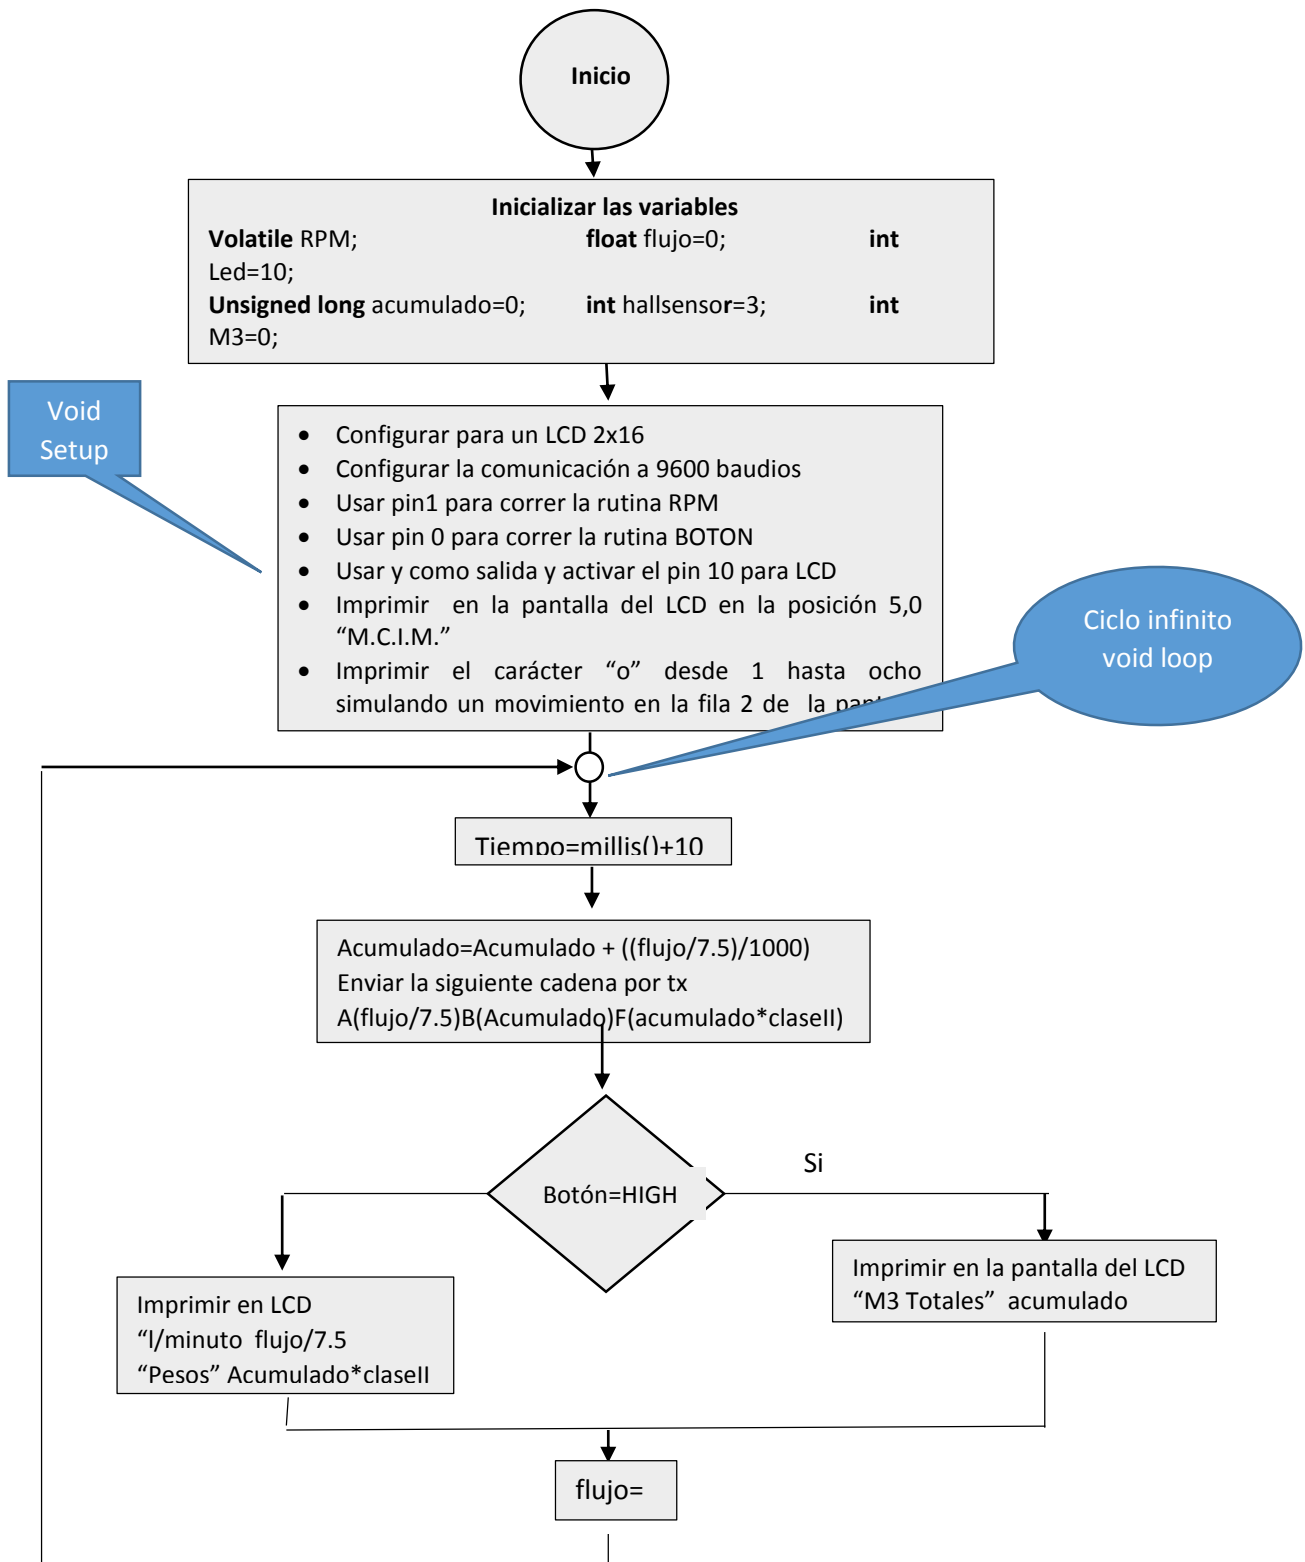 Inicio
Inicializar las variables
Volatile RPM; float flujo=0; int
Led=10;
Unsigned long acumulado=0; int hallsensor=3; int
M3=0;
Void
Setup
• Configurar para un LCD 2x16
• Configurar la comunicación a 9600 baudios
• Usar pin1 para correr la rutina RPM
• Usar pin 0 para correr la rutina BOTON
• Usar y como salida y activar el pin 10 para LCD
• Imprimir en la pantalla del LCD en la posición 5,0
“M.C.I.M.”
• Imprimir el carácter “o” desde 1 hasta ocho
simulando un movimiento en la fila 2 de la
Ciclo infinito
void loop
Tiempo=millis()+10
Acumulado=Acumulado + ((flujo/7.5)/1000)
Enviar la siguiente cadena por tx
A(flujo/7.5)B(Acumulado)F(acumulado*claseII)
Botón=HIGH
Si
Imprimir en la pantalla del LCD
“M3 Totales” acumulado
Imprimir en LCD
“l/minuto flujo/7.5
“Pesos” Acumulado*claseII
flujo=